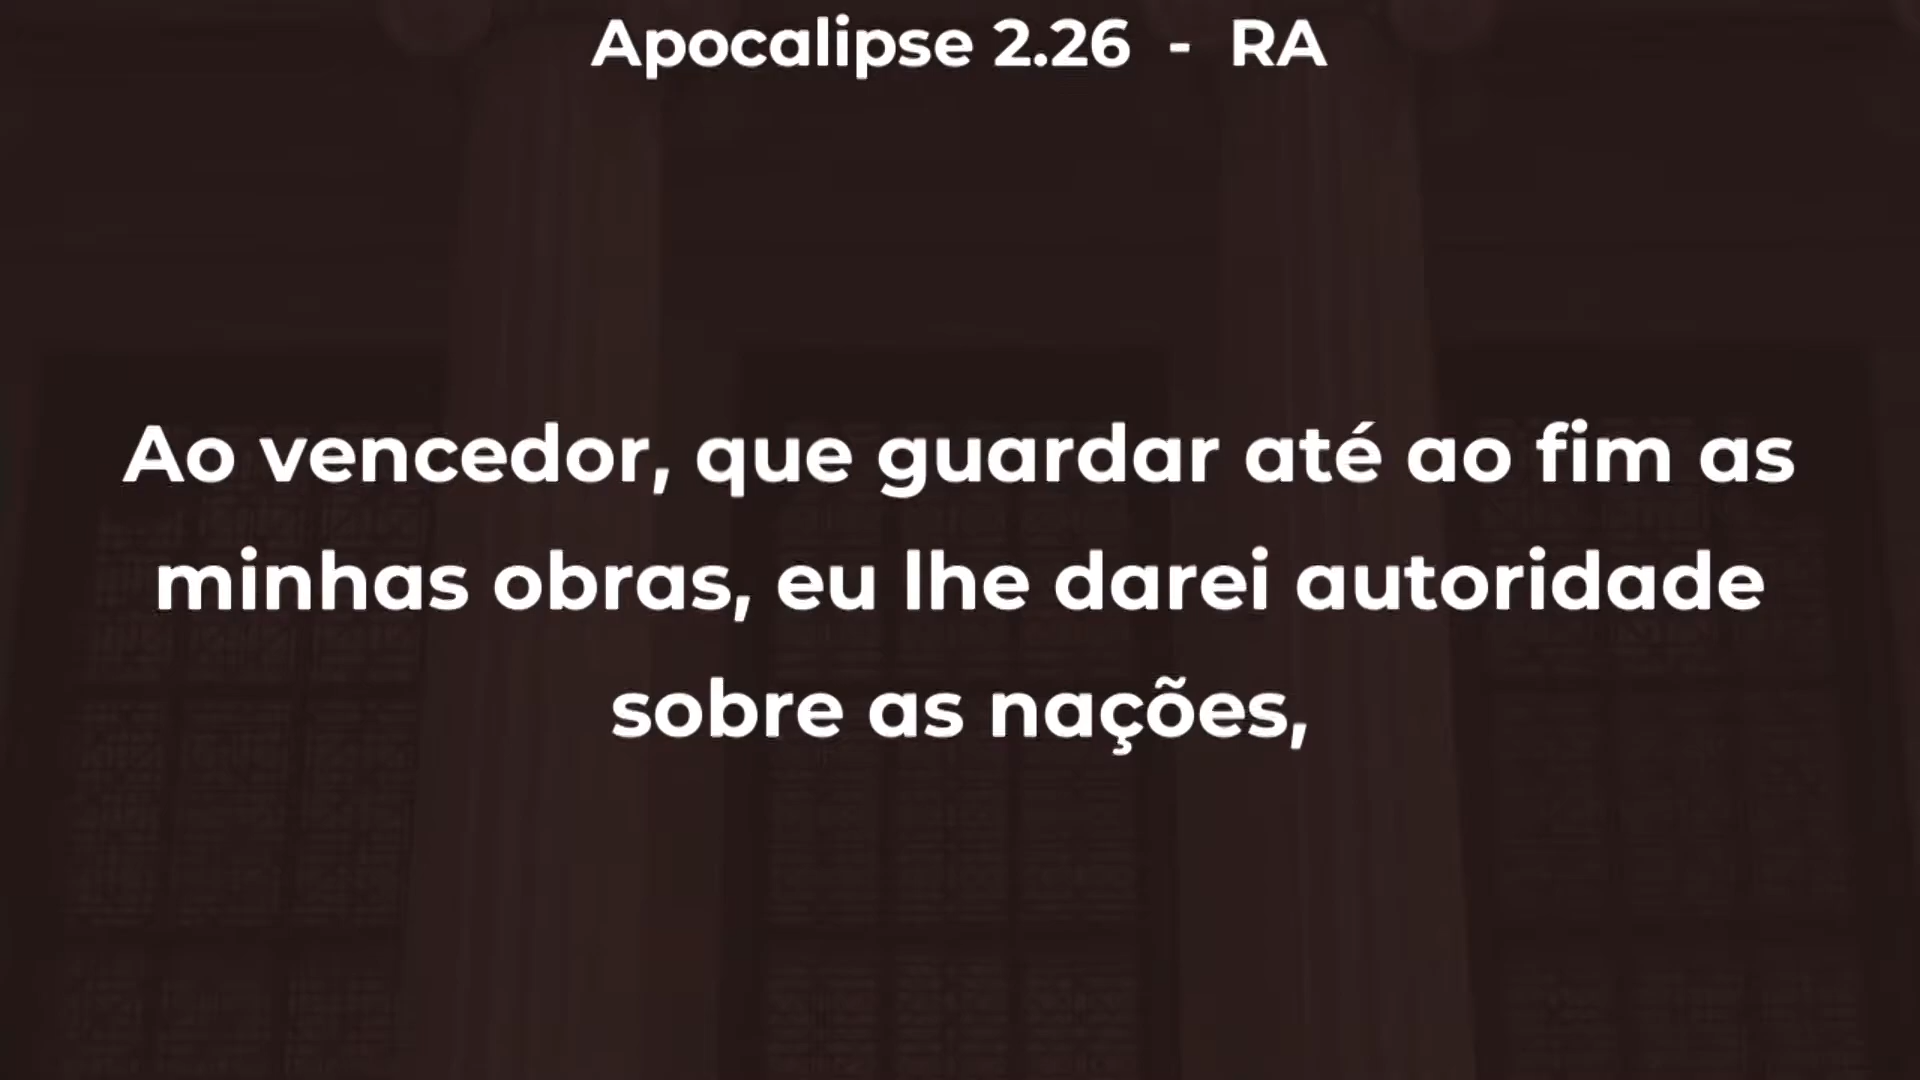 Apocalipse 2.26 - RA
Ao vencedor, que guardar até ao fim as
minhas obras, eu lhe darei autoridade
sobre as nações,